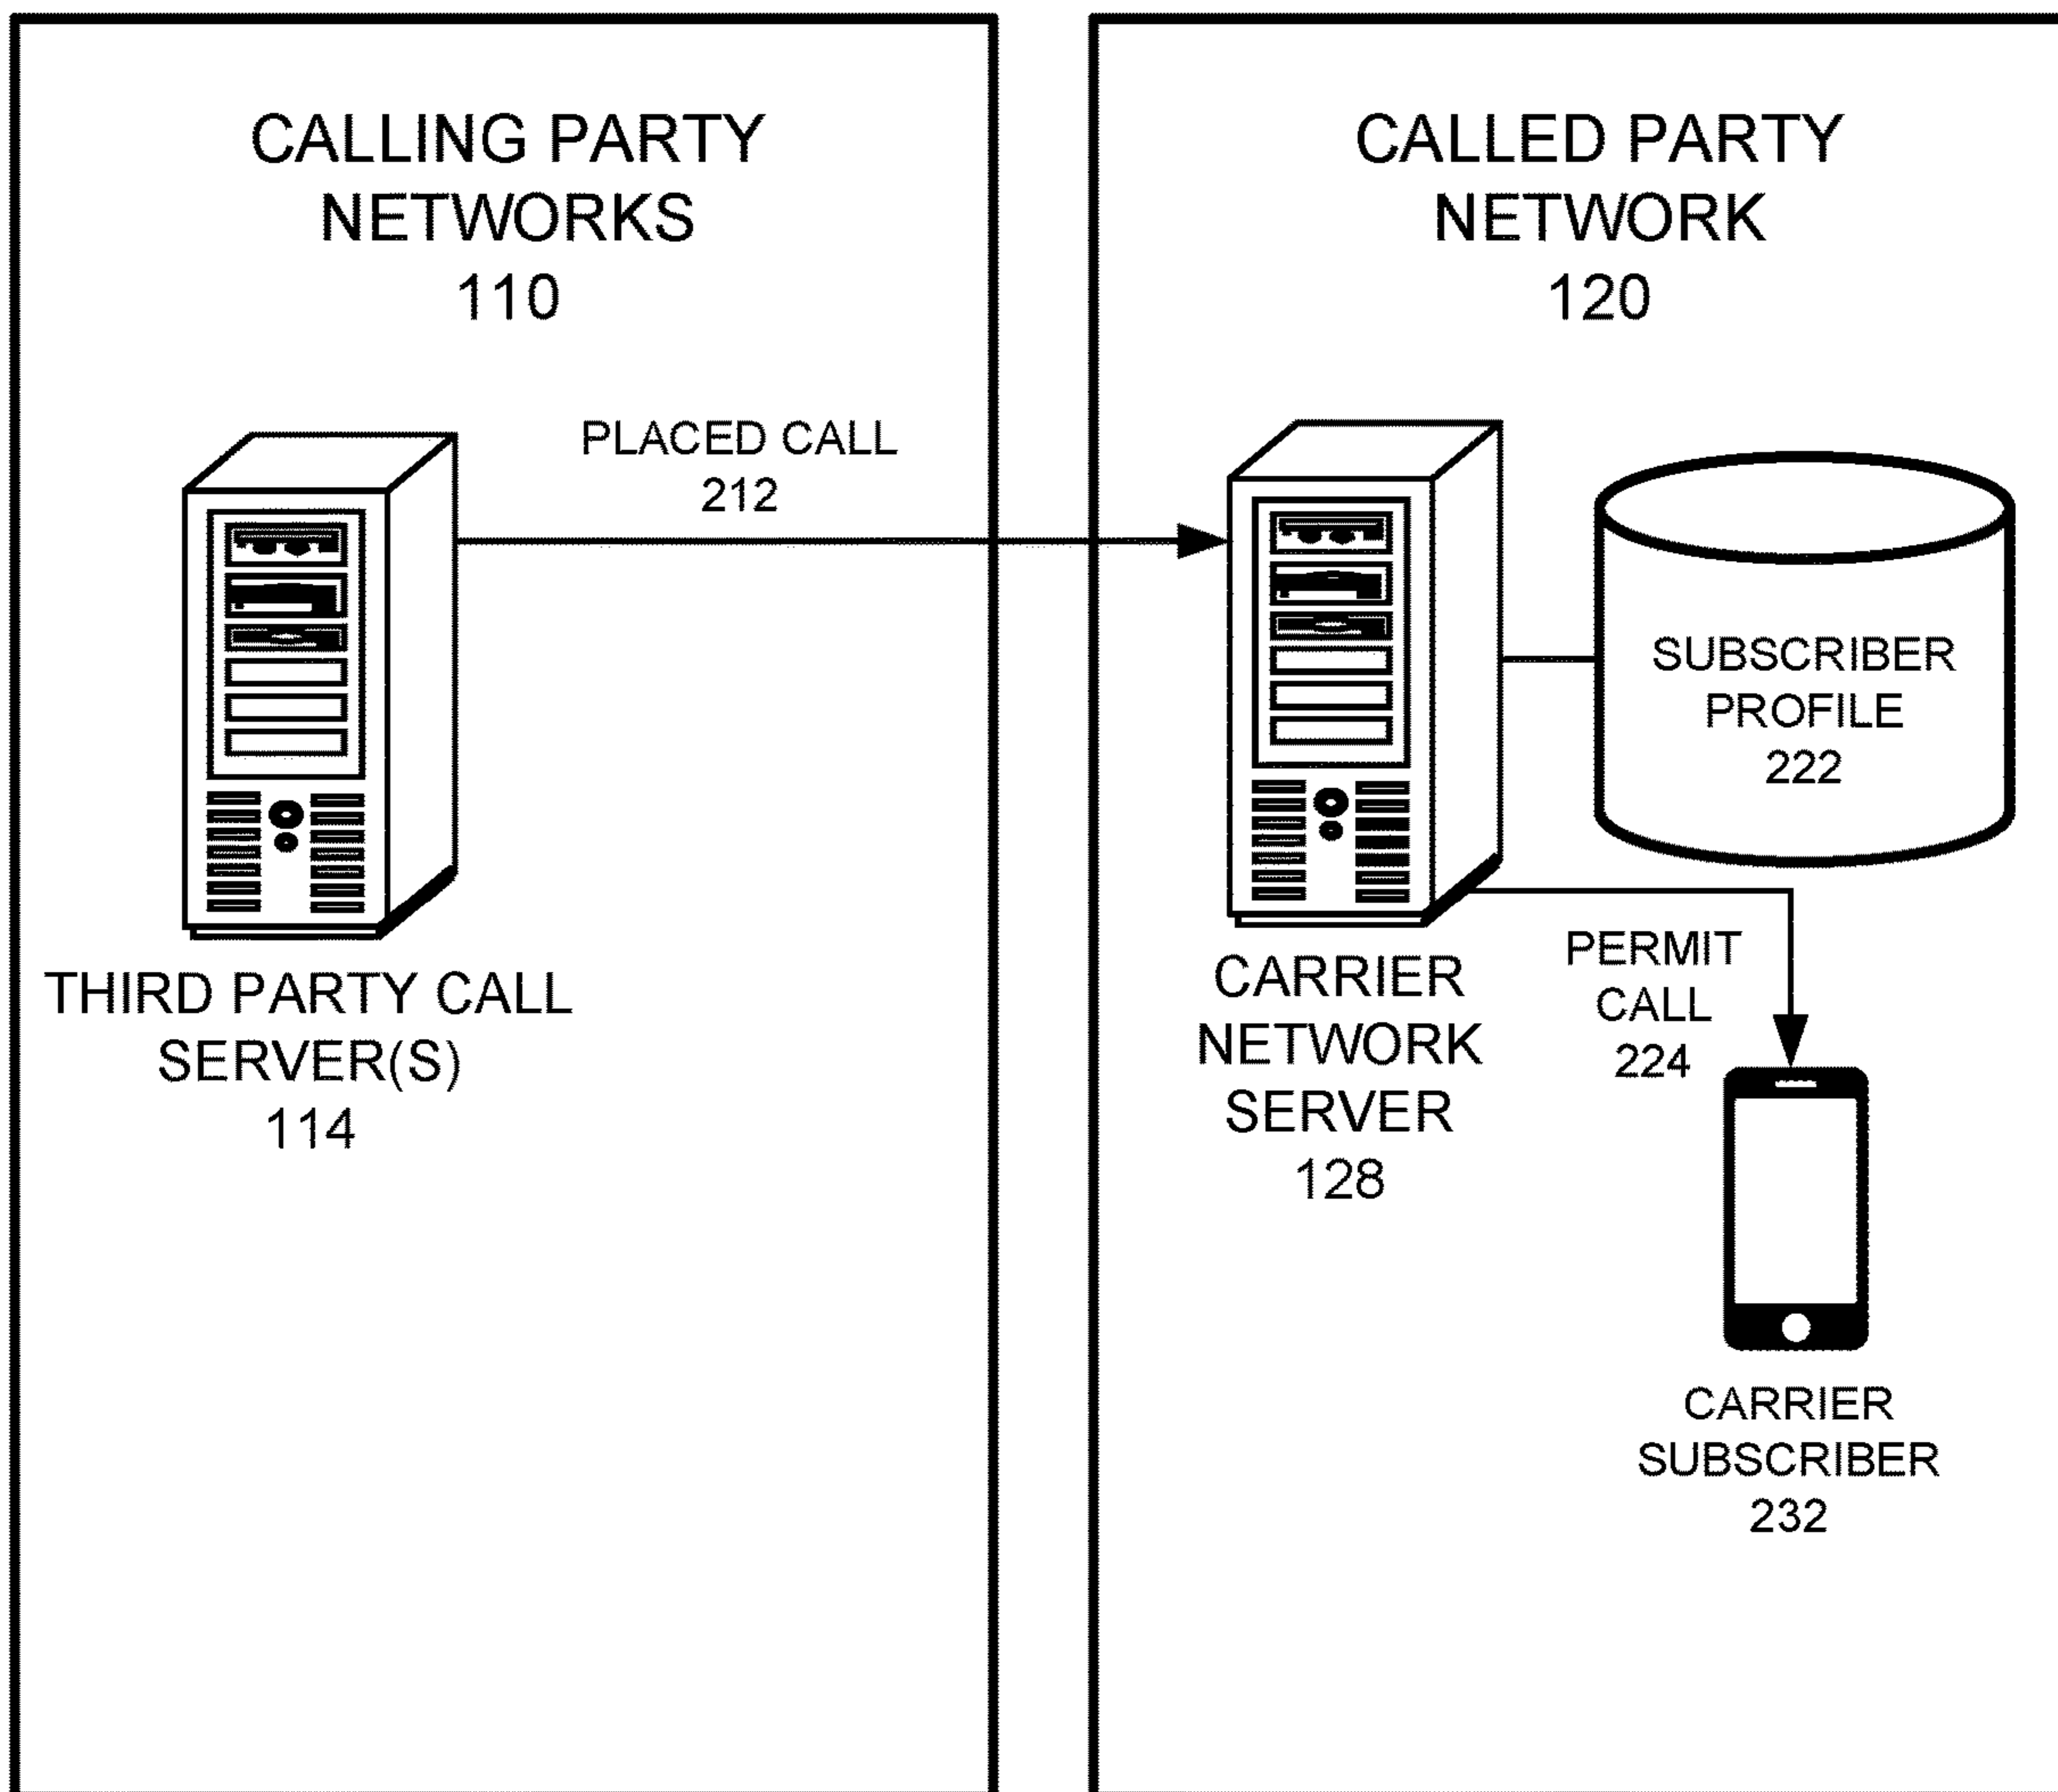 CALLING PARTY
NETWORKS
110
CALLED PARTY
NETWORK
120
PLACED CALL
212
SUBSCRIBER
PROFILE
222
THIRD PARTY CALL
SERVER(S)
114
CARRIER
NETWORK
SERVER
128
PERMIT
CALL
224
CARRIER
SUBSCRIBER
232